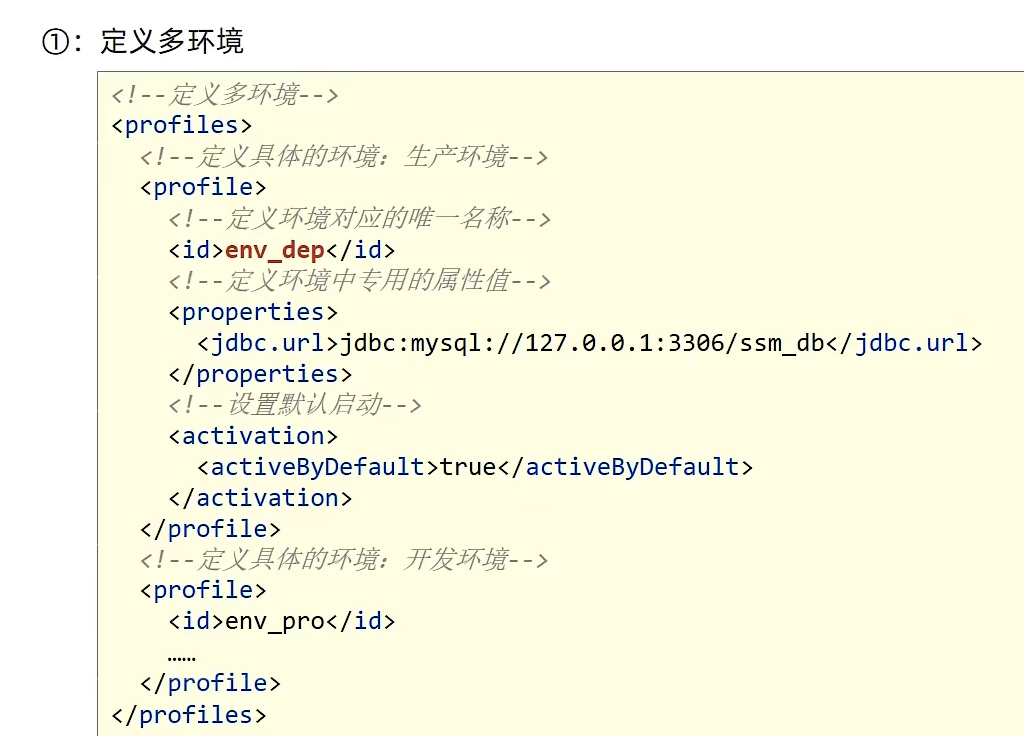 ①：定义多环境
<!--定义多环境-->
<profiles>
<!--定义具体的环境：生产环境-->
<profile>
<!--定义环境对应的唯一名称-->
<id>env_dep</id>
<!--定义环境中专用的属性值-->
<properties>
<jdbc.url>jdbc:mysql://127.0.0.1:3306/ssm_db</jdbc.url>
</properties>
<!--设置默认启动-->
<activation>
<activeByDefault>true</activeByDefault>
</activation>
</profile>
<!--定义具体的环境：开发环境-->
<profile>
<id>env_pro</id>
……
</profile>
</profiles>